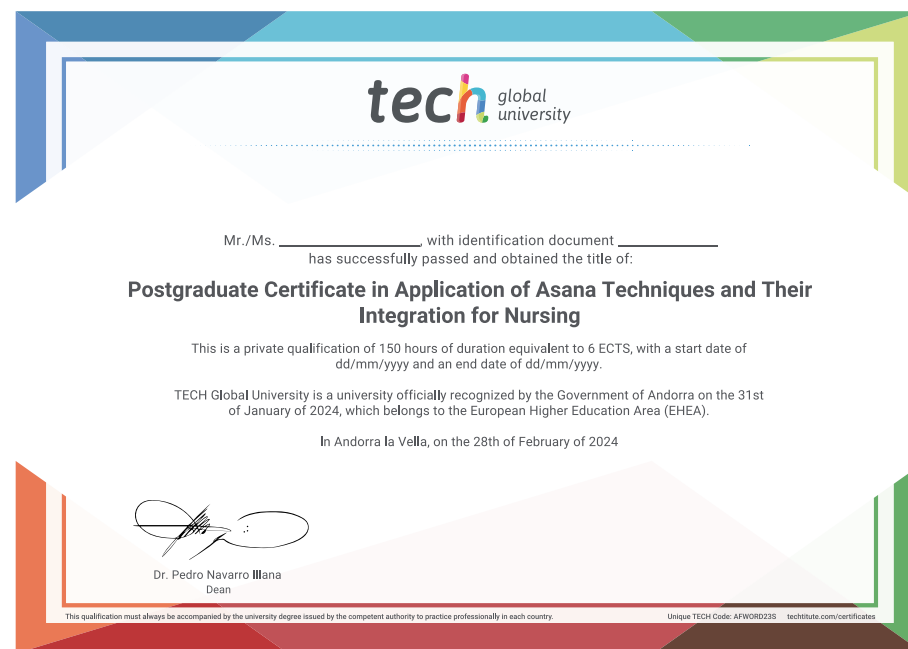 tech global
university
Mr./Ms. ____________________, with identification document ______________
has successfully passed and obtained the title of:
Postgraduate Certificate in Application of Asana Techniques and Their
Integration for Nursing
This is a private qualification of 150 hours of duration equivalent to 6 ECTS, with a start date of
dd/mm/yyyy and an end date of dd/mm/yyyy.
TECH Global University is a university officially recognized by the Government of Andorra on the 31st
of January of 2024, which belongs to the European Higher Education Area (EHEA).
In Andorra la Vella, on the 28th of February of 2024
Dr. Pedro Navarro Illana
Dean
This qualification must always be accompanied by the university degree issued by the competent authority to practice professionally in each country.
Unique TECH Code: AFWORD23S techtitute.com/certificates